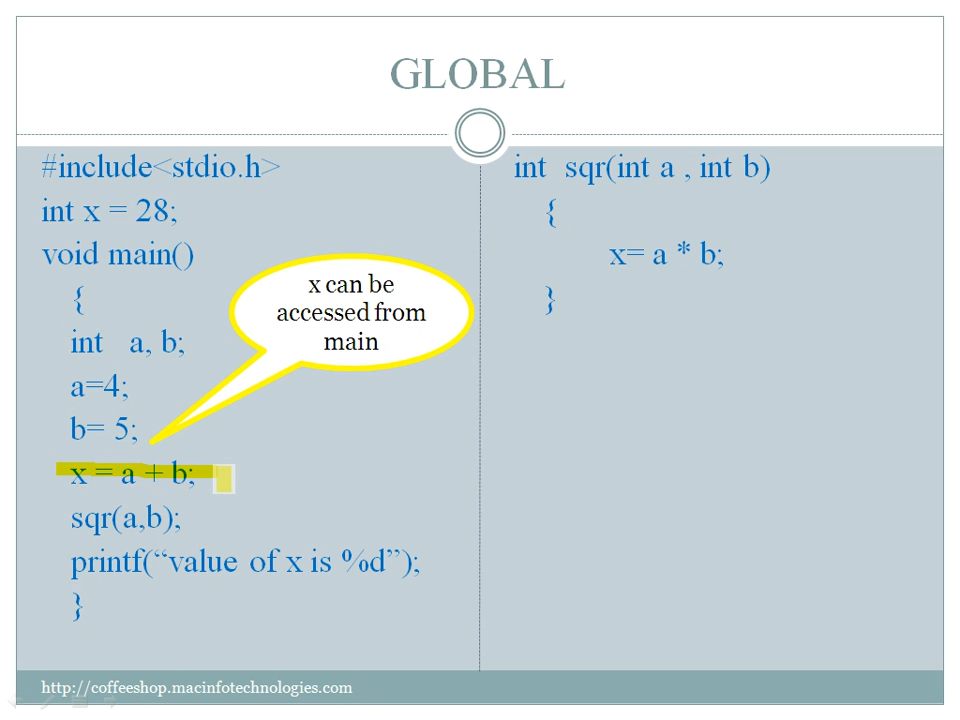 GLOBAL
#include<stdio.h>
int x = 28;
void main()
{
int a, b;
a=4;
b= 5;
x = a + b;
sqr(a,b);
printf(“value of x is %d”);
}
x can be
accessed from
main
int sqr(int a , int b)
{
x= a * b;
}
http://coffeeshop.macinfotechnologies.com